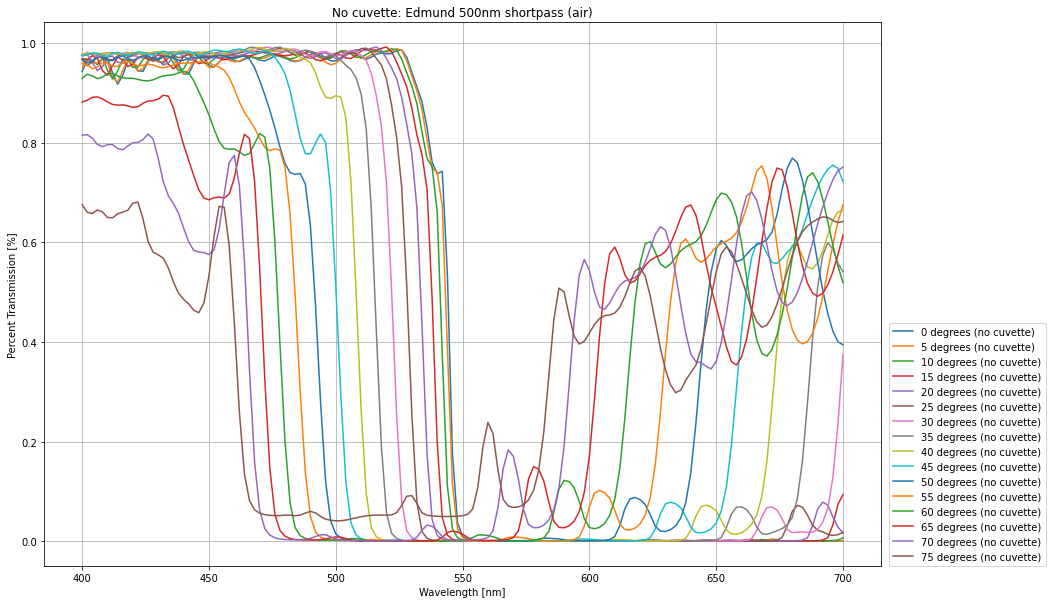 No cuvette: Edmund 500nm shortpass (air)
Percent Transmission [%]
1.0
0.8
0.6
0.4
0.2
0.0
400
450
500
550
600
650
700
Wavelength [nm]
0 degrees (no cuvette)
5 degrees (no cuvette)
10 degrees (no cuvette)
15 degrees (no cuvette)
20 degrees (no cuvette)
25 degrees (no cuvette)
30 degrees (no cuvette)
35 degrees (no cuvette)
40 degrees (no cuvette)
45 degrees (no cuvette)
50 degrees (no cuvette)
55 degrees (no cuvette)
60 degrees (no cuvette)
65 degrees (no cuvette)
70 degrees (no cuvette)
75 degrees (no cuvette)